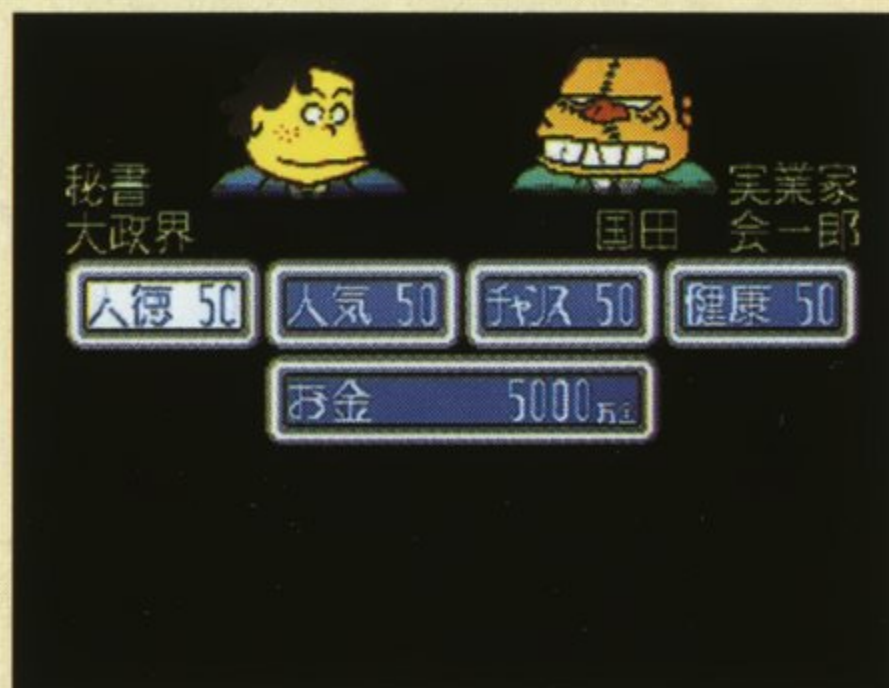 秘書
大政界
実業家
国田 会一郎
人徳 50
人気 50
チャンス 50
健康 50
お金 5000万